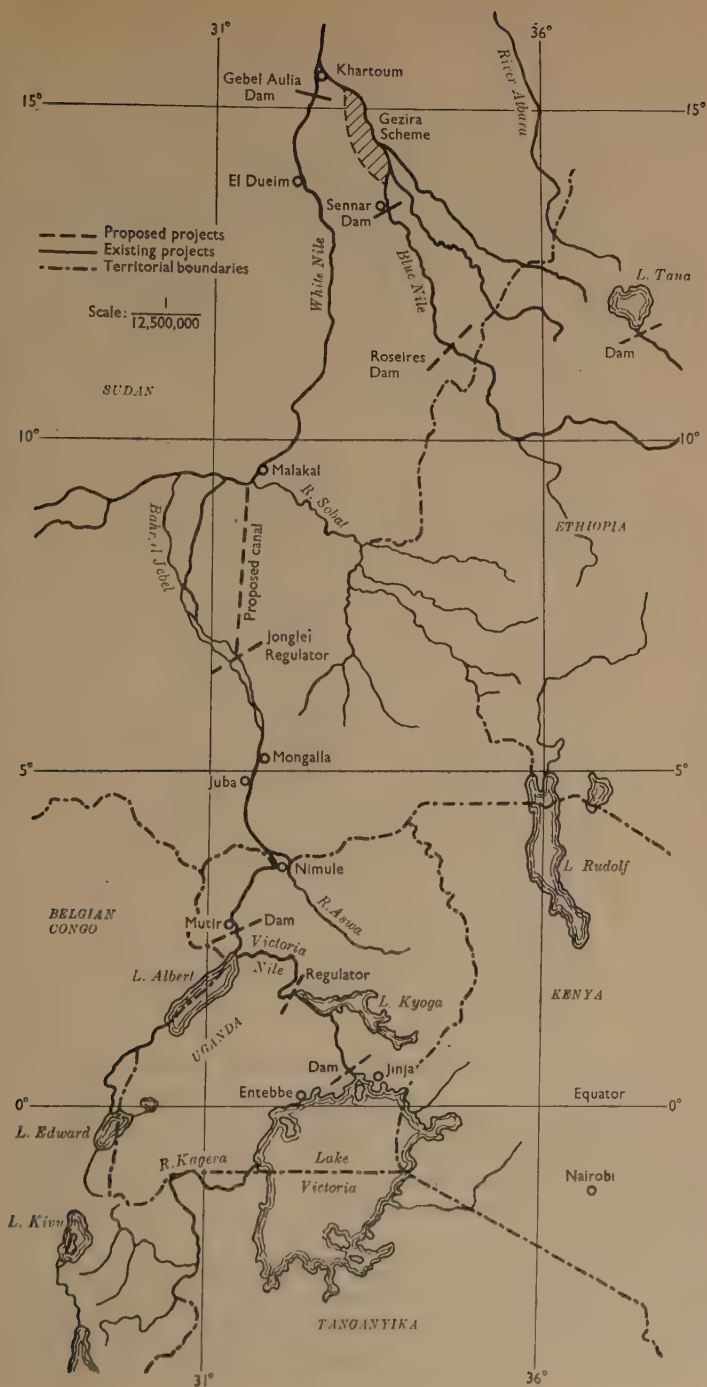 31°
36°
Khartoum
Gebel Aulia
Dam
River Atbara
15°
15°
Gezira
Scheme
El Dueim
Sennar
Dam
Proposed projects
Existing projects
Territorial boundaries
White Nile
Blue Nile
L. Tana
Scale: 1
12,500,000
Dam
Roseires
Dam
SUDAN
10°
10°
Malakal
R. Sobat
ETHIOPIA
Bahr el Jebel
Proposed canal
Jonglei
Regulator
Mongalla
5°
5°
Juba
Nimule
L Rudolf
R. Aswa
BELGIAN
CONGO
Mutir
Dam
Victoria
Nile
L. Albert
Regulator
L. Kyoga
KENYA
UGANDA
Dam
Jinja
Entebbe
Equator
0°
0°
L. Edward
R. Kagera
Lake
Victoria
Nairobi
L. Kivu
TANGANYIKA
31°
36°